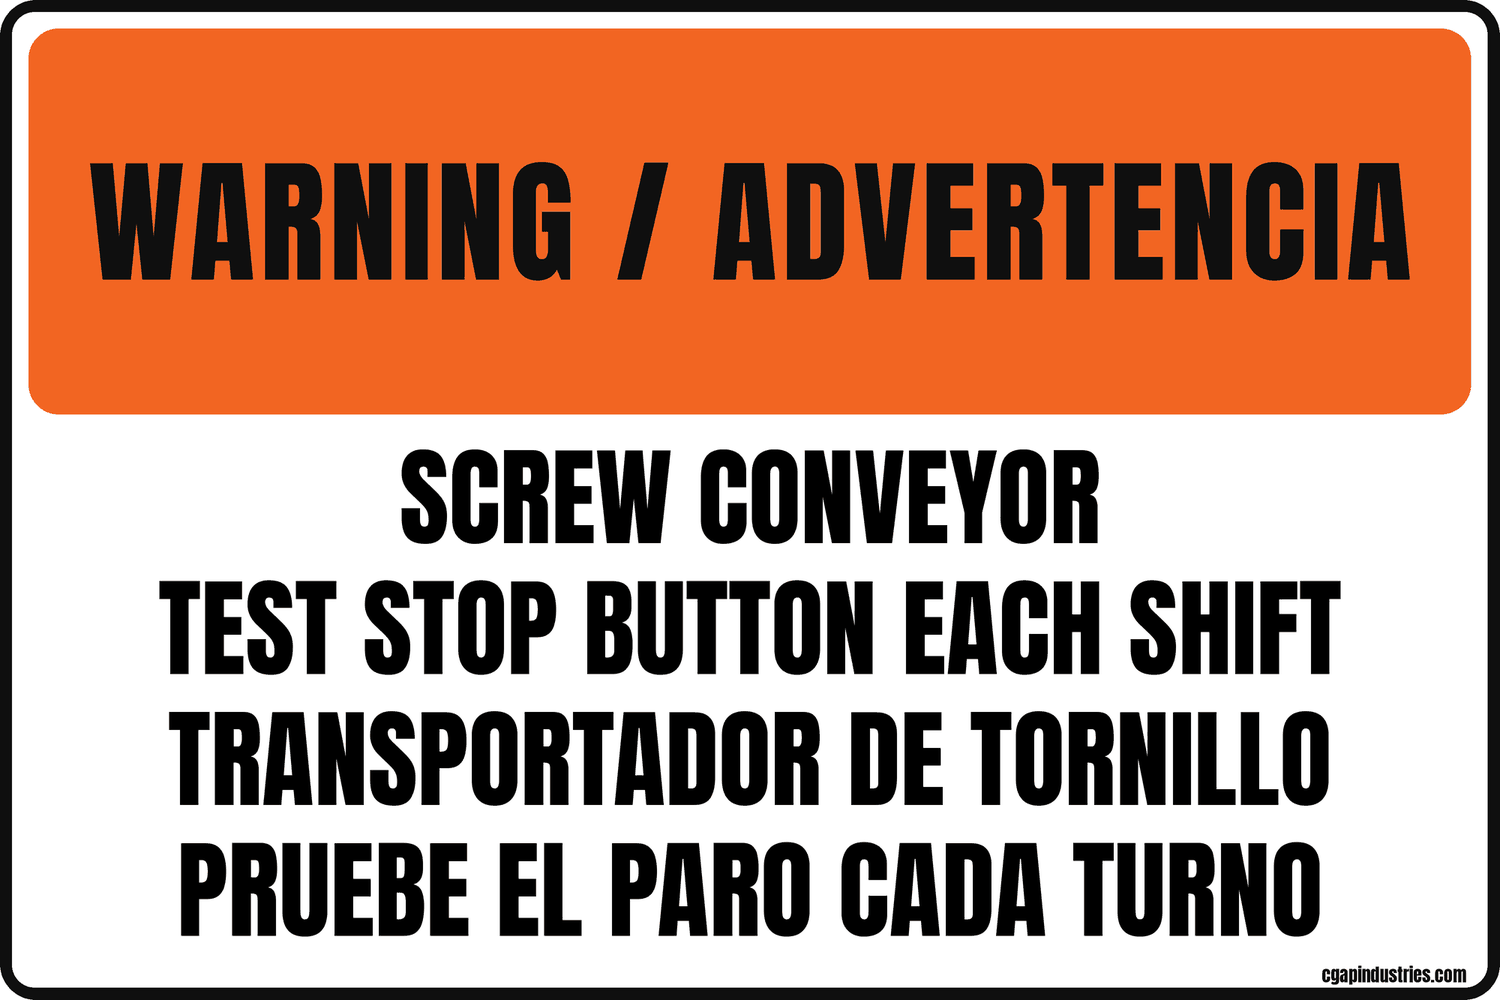 WARNING / ADVERTENCIA
SCREW CONVEYOR
TEST STOP BUTTON EACH SHIFT
TRANSPORTADOR DE TORNILLO
PRUEBE EL PARO CADA TURNO
cgapindustries.com